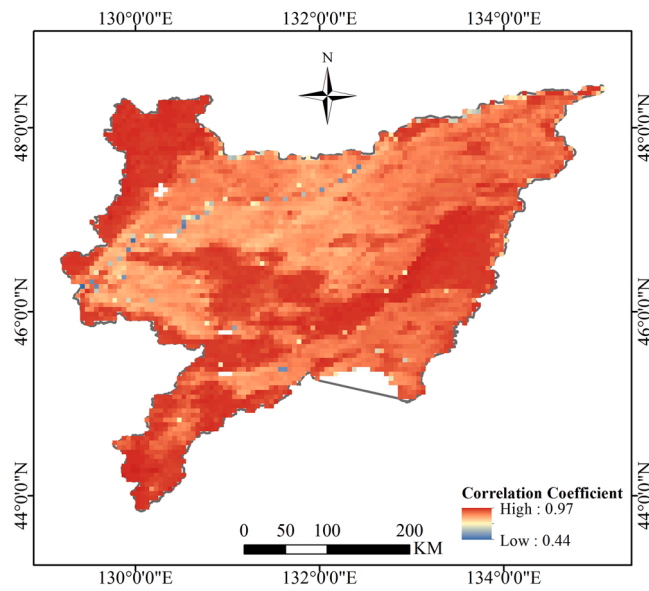 130°0'0"E 132°0'0"E 134°0'0"E
N
48°0'0"N 48°0'0"N
46°0'0"N 46°0'0"N
44°0'0"N 44°0'0"N
Correlation Coefficient
High : 0.97
Low : 0.44
0 50 100 200
KM
130°0'0"E 132°0'0"E 134°0'0"E